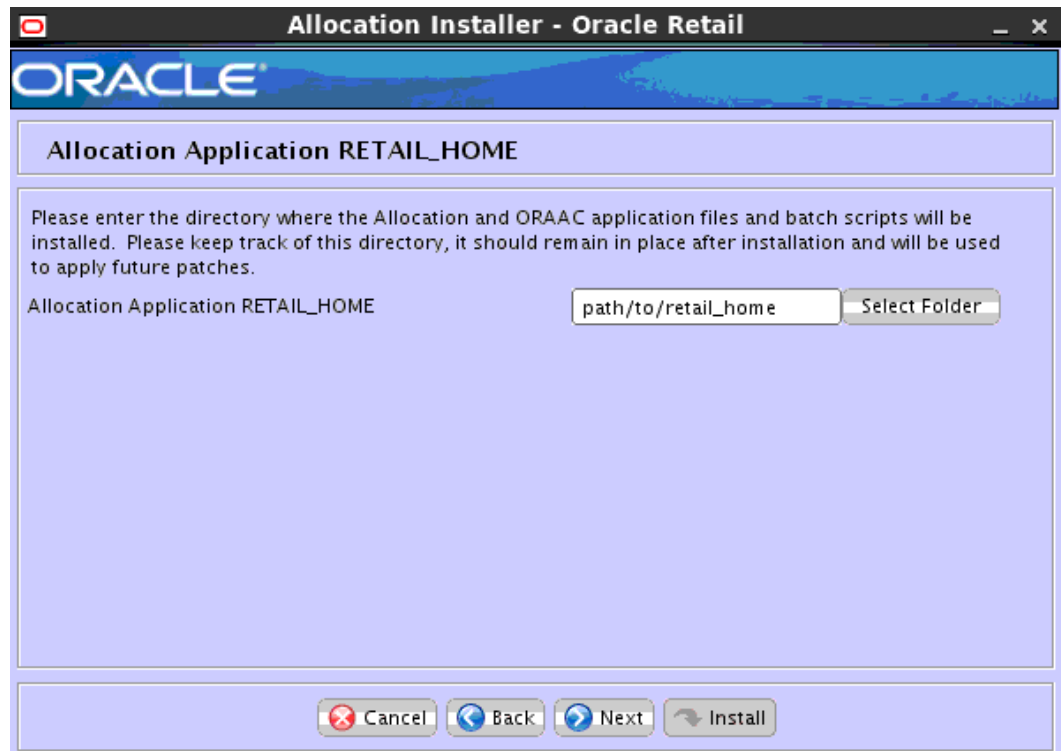 Allocation Installer - Oracle Retail
ORACLE
Allocation Application RETAIL_HOME
Please enter the directory where the Allocation and ORAAC application files and batch scripts will be
installed. Please keep track of this directory, it should remain in place after installation and will be used
to apply future patches.
Allocation Application RETAIL_HOME path/to/retail_home Select Folder
Cancel Back Next Install